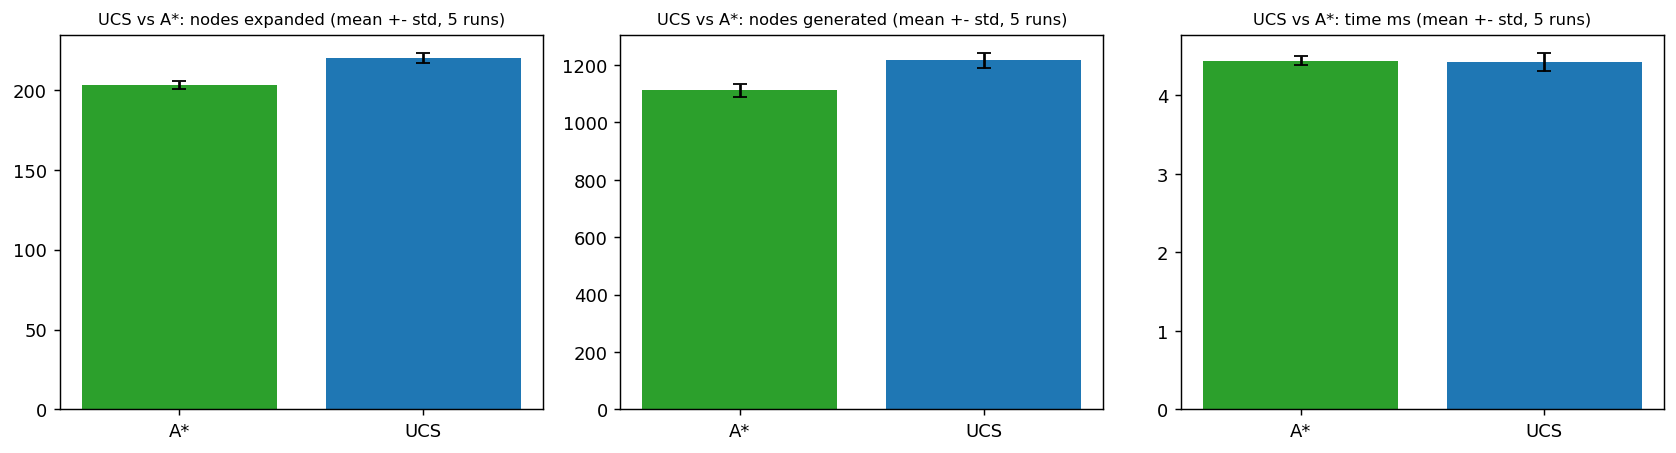 UCS vs A*: nodes expanded (mean +- std, 5 runs)
200
150
100
50
0
A* UCS
UCS vs A*: nodes generated (mean +- std, 5 runs)
1200
1000
800
600
400
200
0
A* UCS
UCS vs A*: time ms (mean +- std, 5 runs)
4
3
2
1
0
A* UCS